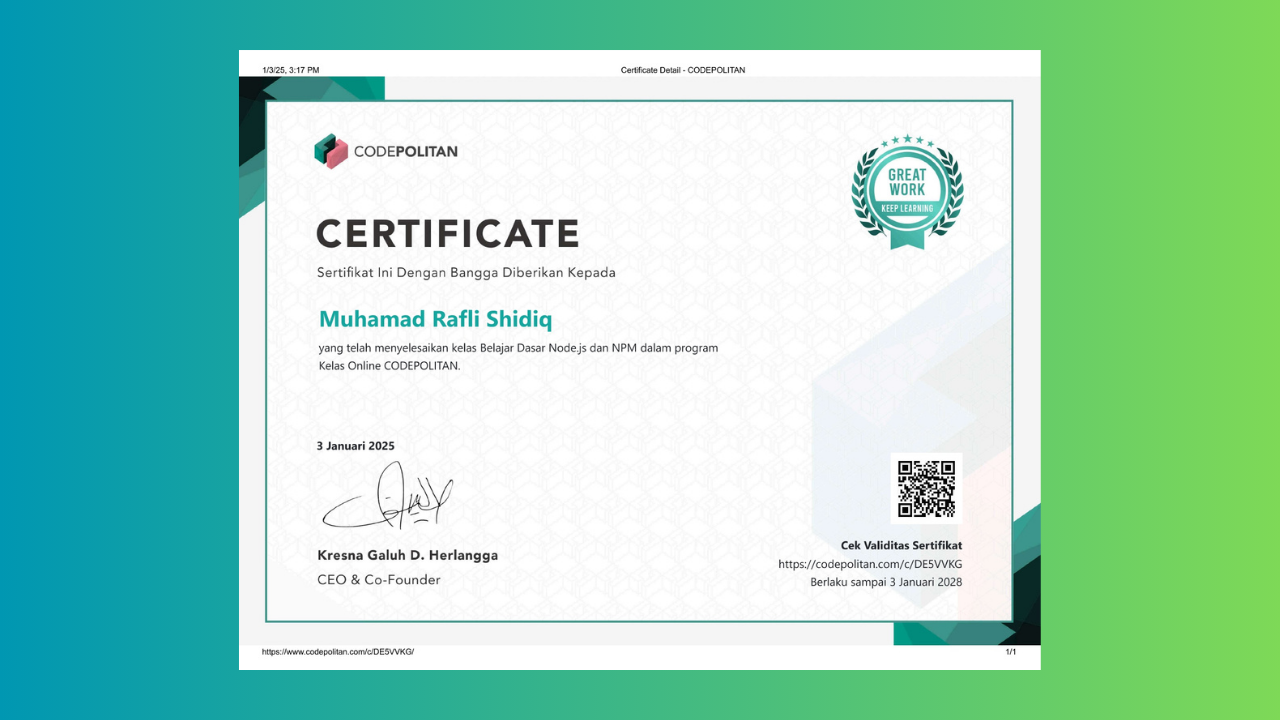 1/3/25, 3:17 PM
Certificate Detail - CODEPOLITAN
CODEPOLITAN
GREAT
WORK
KEEP LEARNING
CERTIFICATE
Sertifikat Ini Dengan Bangga Diberikan Kepada
Muhamad Rafli Shidiq
yang telah menyelesaikan kelas Belajar Dasar Node.js dan NPM dalam program
Kelas Online CODEPOLITAN.
3 Januari 2025
Kresna Galuh D. Herlangga
CEO & Co-Founder
Cek Validitas Sertifikat
https://codepolitan.com/c/DE5VVKG
Berlaku sampai 3 Januari 2028
https://www.codepolitan.com/c/DE5VVKG/
1/1